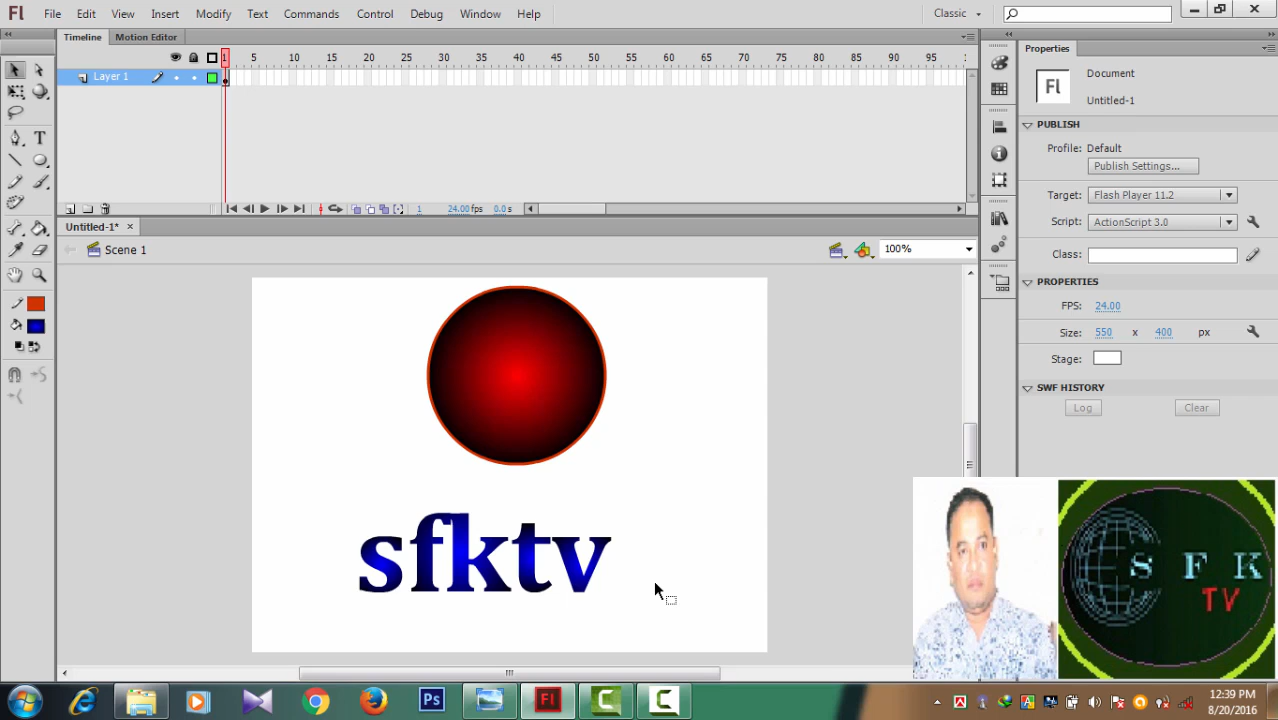 Fl File Edit View Insert Modify Text Commands Control Debug Window Help Classic
Timeline Motion Editor
1 5 10 15 20 25 30 35 40 45 50 55 60 65 70 75 80 85 90 95
Layer 1
1 24.00 fps 0.0 s
Untitled-1*
Scene 1 100%
sfktv
Properties
Fl Document
Untitled-1
PUBLISH
Profile: Default
Publish Settings...
Target: Flash Player 11.2
Script: ActionScript 3.0
Class:
PROPERTIES
FPS: 24.00
Size: 550 x 400 px
Stage:
SWF HISTORY
Log Clear
S F K
TV
Ps Fl
12:39 PM
8/20/2016